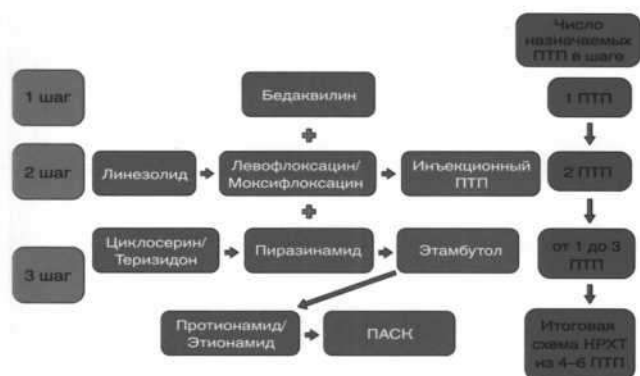 Число
назначаемых
ПТП в шаге
1 шаг
Бедаквилин
1 ПТП
2 шаг
Линезолид
Левофлоксацин/
Моксифлоксацин
Инъекционный
ПТП
2 ПТП
3 шаг
Циклосерин/
Теризидон
Пиразинамид
Этамбутол
от 1 до 3
ПТП
Протионамид/
Этионамид
ПАСК
Итоговая
схема КРХТ
из 4–6 ПТП